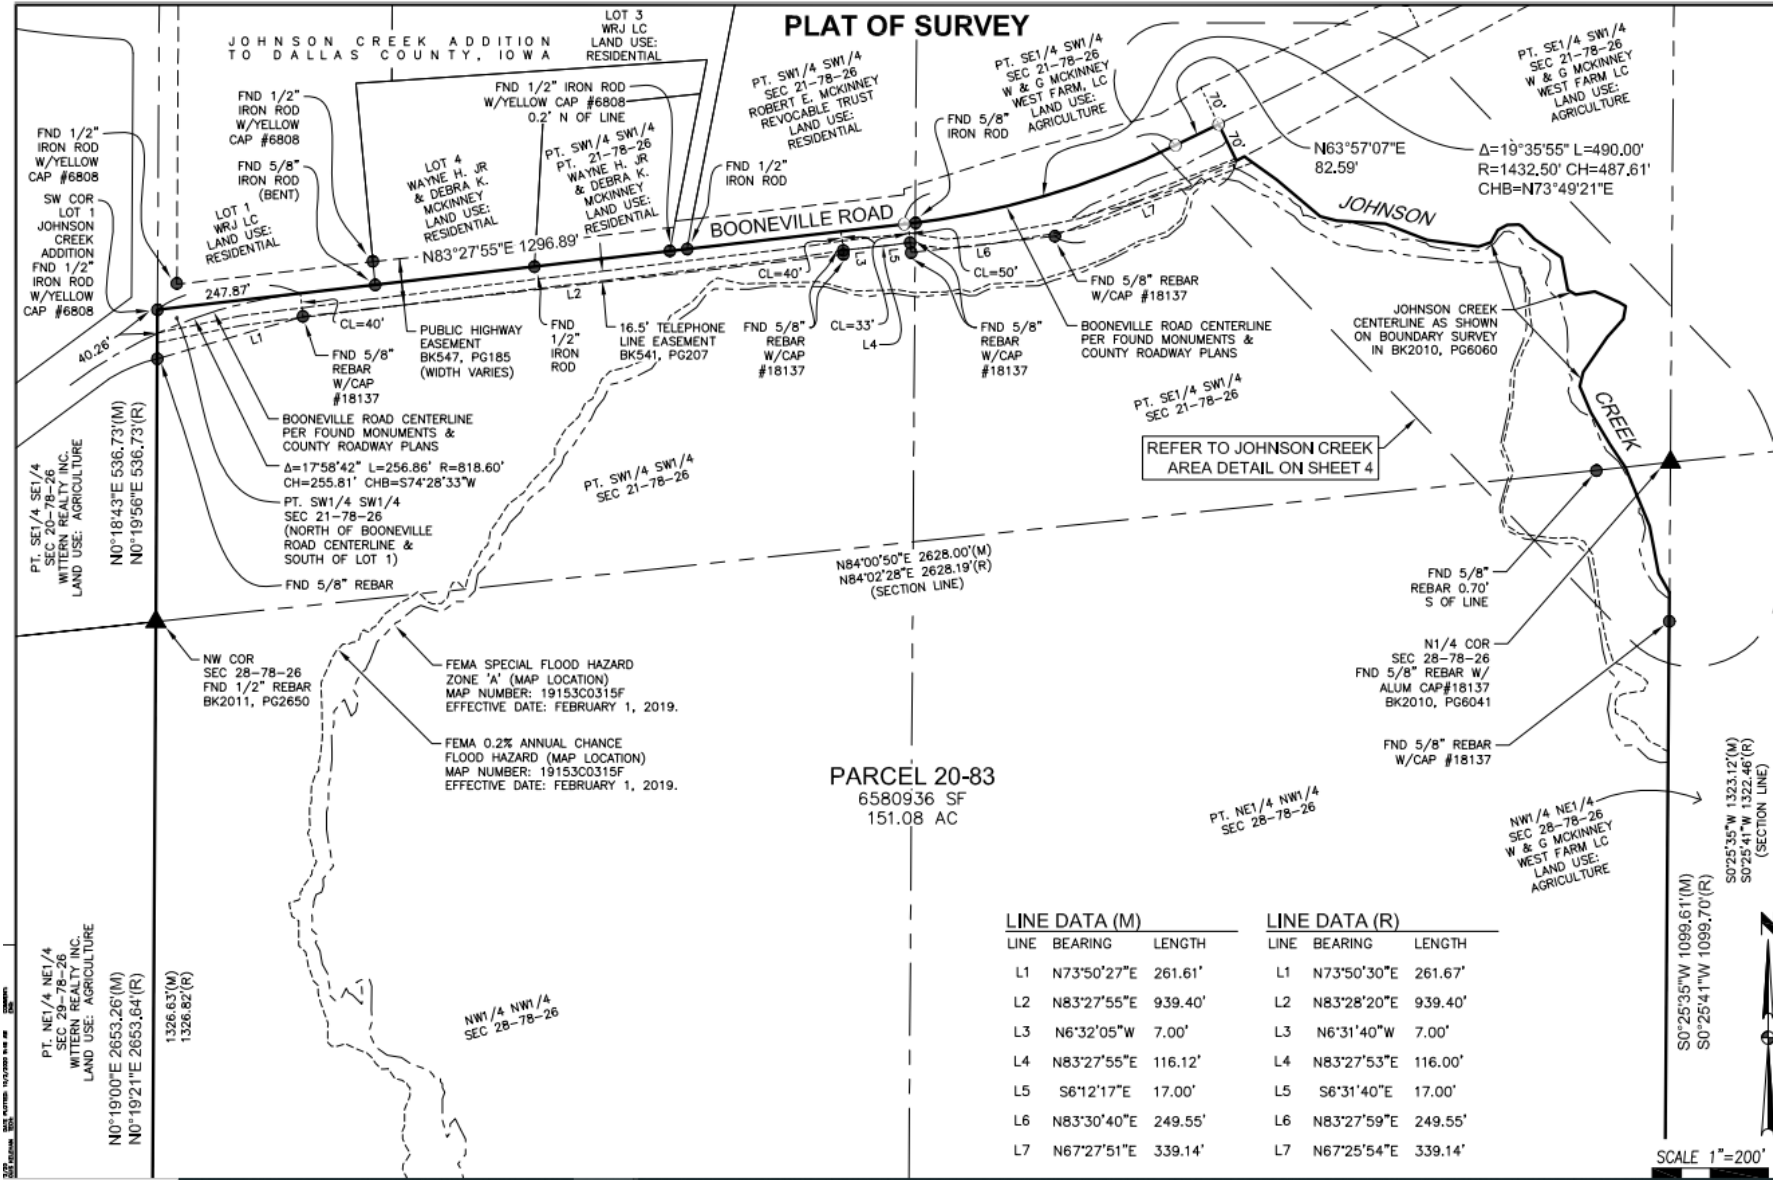 PLAT OF SURVEY
JOHNSON CREEK ADDITION
TO DALLAS COUNTY, IOWA
LOT 3
WRJ LC
LAND USE:
RESIDENTIAL
FND 1/2"
IRON ROD
W/YELLOW
CAP #6808
FND 1/2"
IRON ROD
W/YELLOW
CAP #6808
FND 5/8"
IRON ROD
(BENT)
SW COR
LOT 1
JOHNSON
CREEK
ADDITION
FND 1/2"
IRON ROD
W/YELLOW
CAP #6808
LOT 1
WRJ LC
LAND USE:
RESIDENTIAL
LOT 4
WAYNE H. JR
& DEBRA K.
MCKINNEY
LAND USE:
RESIDENTIAL
FND 1/2" IRON ROD
W/YELLOW CAP #6808
0.2' N OF LINE
PT. SW1/4 SW1/4
PT. 21-78-26
WAYNE H. JR
& DEBRA K.
MCKINNEY
LAND USE:
RESIDENTIAL
PT. SW1/4 SW1/4
SEC 21-78-26
ROBERT E. MCKINNEY
REVOCABLE TRUST
LAND USE:
RESIDENTIAL
FND 1/2"
IRON ROD
FND 5/8"
IRON ROD
PT. SE1/4 SW1/4
SEC 21-78-26
W & G MCKINNEY
WEST FARM, LC
LAND USE:
AGRICULTURE
PT. SE1/4 SW1/4
SEC 21-78-26
W & G MCKINNEY
WEST FARM LC
LAND USE:
AGRICULTURE
70'
70'
N63°57'07"E
82.59'
Δ=19°35'55" L=490.00'
R=1432.50' CH=487.61'
CHB=N73°49'21"E
BOONEVILLE ROAD
N83°27'55"E 1296.89'
JOHNSON
CREEK
247.87'
40.26'
L1
CL=40'
L2
CL=40'
L3
L5
L6
L7
CL=50'
CL=33'
L4
FND 5/8"
REBAR
W/CAP
#18137
PUBLIC HIGHWAY
EASEMENT
BK547, PG185
(WIDTH VARIES)
FND
1/2"
IRON
ROD
16.5' TELEPHONE
LINE EASEMENT
BK541, PG207
FND 5/8"
REBAR
W/CAP
#18137
FND 5/8"
REBAR
W/CAP
#18137
FND 5/8" REBAR
W/CAP #18137
BOONEVILLE ROAD CENTERLINE
PER FOUND MONUMENTS &
COUNTY ROADWAY PLANS
JOHNSON CREEK
CENTERLINE AS SHOWN
ON BOUNDARY SURVEY
IN BK2010, PG6060
BOONEVILLE ROAD CENTERLINE
PER FOUND MONUMENTS &
COUNTY ROADWAY PLANS
Δ=17°58'42" L=256.86' R=818.60'
CH=255.81' CHB=S74°28'33"W
PT. SW1/4 SW1/4
SEC 21-78-26
(NORTH OF BOONEVILLE
ROAD CENTERLINE &
SOUTH OF LOT 1)
FND 5/8" REBAR
PT. SW1/4 SW1/4
SEC 21-78-26
PT. SE1/4 SW1/4
SEC 21-78-26
REFER TO JOHNSON CREEK
AREA DETAIL ON SHEET 4
PT. SE1/4 SE1/4
SEC 20-78-26
WITTERN REALTY INC.
LAND USE: AGRICULTURE
N0°18'43"E 536.73'(M)
N0°19'56"E 536.73'(R)
N84°00'50"E 2628.00'(M)
N84°02'28"E 2628.19'(R)
(SECTION LINE)
NW COR
SEC 28-78-26
FND 1/2" REBAR
BK2011, PG2650
FEMA SPECIAL FLOOD HAZARD
ZONE 'A' (MAP LOCATION)
MAP NUMBER: 19153C0315F
EFFECTIVE DATE: FEBRUARY 1, 2019.
FEMA 0.2% ANNUAL CHANCE
FLOOD HAZARD (MAP LOCATION)
MAP NUMBER: 19153C0315F
EFFECTIVE DATE: FEBRUARY 1, 2019.
FND 5/8"
REBAR 0.70'
S OF LINE
N1/4 COR
SEC 28-78-26
FND 5/8" REBAR W/
ALUM CAP#18137
BK2010, PG6041
FND 5/8" REBAR
W/CAP #18137
PARCEL 20-83
6580936 SF
151.08 AC
PT. NE1/4 NW1/4
SEC 28-78-26
NW1/4 NE1/4
SEC 28-78-26
W & G MCKINNEY
WEST FARM LC
LAND USE:
AGRICULTURE
S0°25'35"W 1323.12'(M)
S0°25'41"W 1322.46'(R)
(SECTION LINE)
S0°25'35"W 1099.61'(M)
S0°25'41"W 1099.70'(R)
PT. NE1/4 NE1/4
SEC 29-78-26
WITTERN REALTY INC.
LAND USE: AGRICULTURE
N0°19'00"E 2653.26'(M)
N0°19'21"E 2653.64'(R)
1326.63'(M)
1326.82'(R)
NW1/4 NW1/4
SEC 28-78-26
LINE DATA (M)
LINE BEARING LENGTH
L1 N73°50'27"E 261.61'
L2 N83°27'55"E 939.40'
L3 N6°32'05"W 7.00'
L4 N83°27'55"E 116.12'
L5 S6°12'17"E 17.00'
L6 N83°30'40"E 249.55'
L7 N67°27'51"E 339.14'
LINE DATA (R)
LINE BEARING LENGTH
L1 N73°50'30"E 261.67'
L2 N83°28'20"E 939.40'
L3 N6°31'40"W 7.00'
L4 N83°27'53"E 116.00'
L5 S6°31'40"E 17.00'
L6 N83°27'59"E 249.55'
L7 N67°25'54"E 339.14'
SCALE 1"=200'